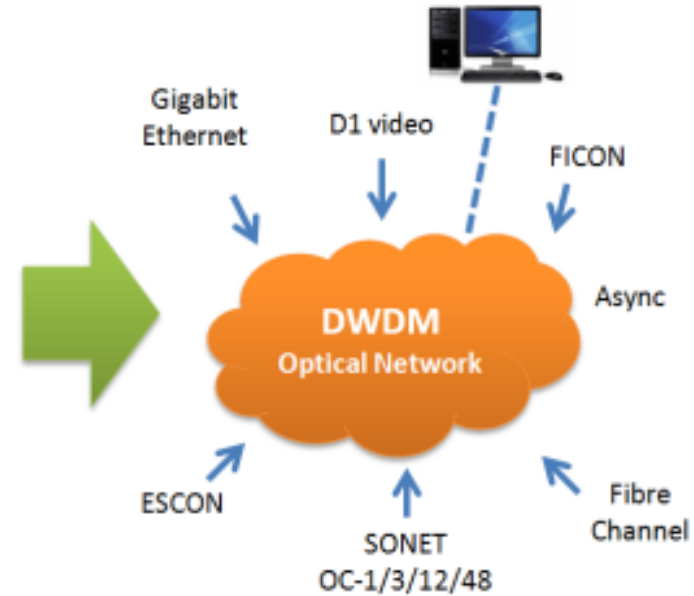 Gigabit
Ethernet
D1 video
FICON
Async
DWDM
Optical Network
ESCON
SONET
OC-1/3/12/48
Fibre
Channel